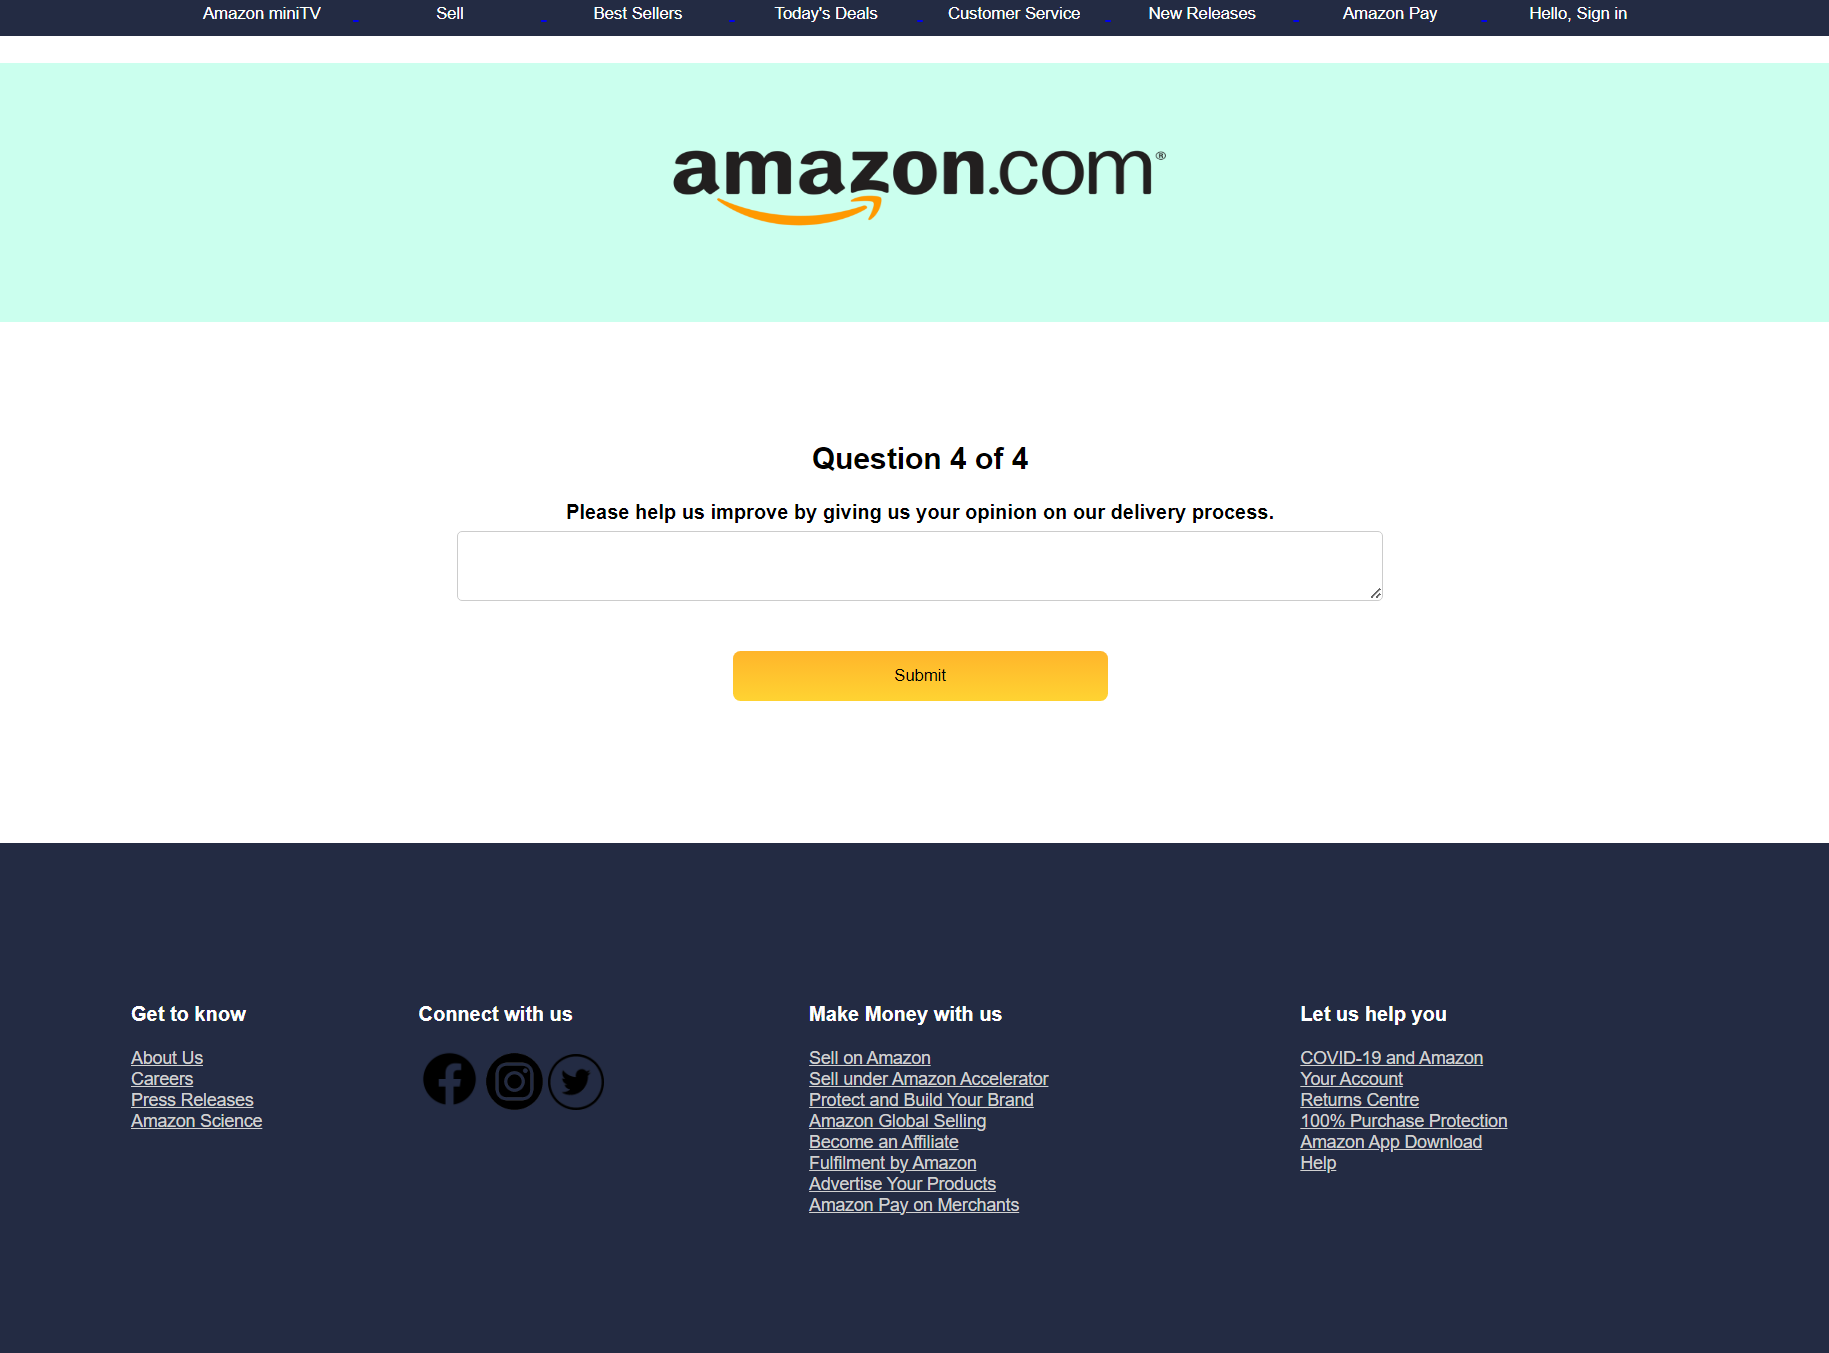 Amazon miniTV Sell Best Sellers Today's Deals Customer Service New Releases Amazon Pay Hello, Sign in
amazon.com®
Question 4 of 4
Please help us improve by giving us your opinion on our delivery process.
Submit
Get to know
About Us
Careers
Press Releases
Amazon Science
Connect with us
Make Money with us
Sell on Amazon
Sell under Amazon Accelerator
Protect and Build Your Brand
Amazon Global Selling
Become an Affiliate
Fulfilment by Amazon
Advertise Your Products
Amazon Pay on Merchants
Let us help you
COVID-19 and Amazon
Your Account
Returns Centre
100% Purchase Protection
Amazon App Download
Help